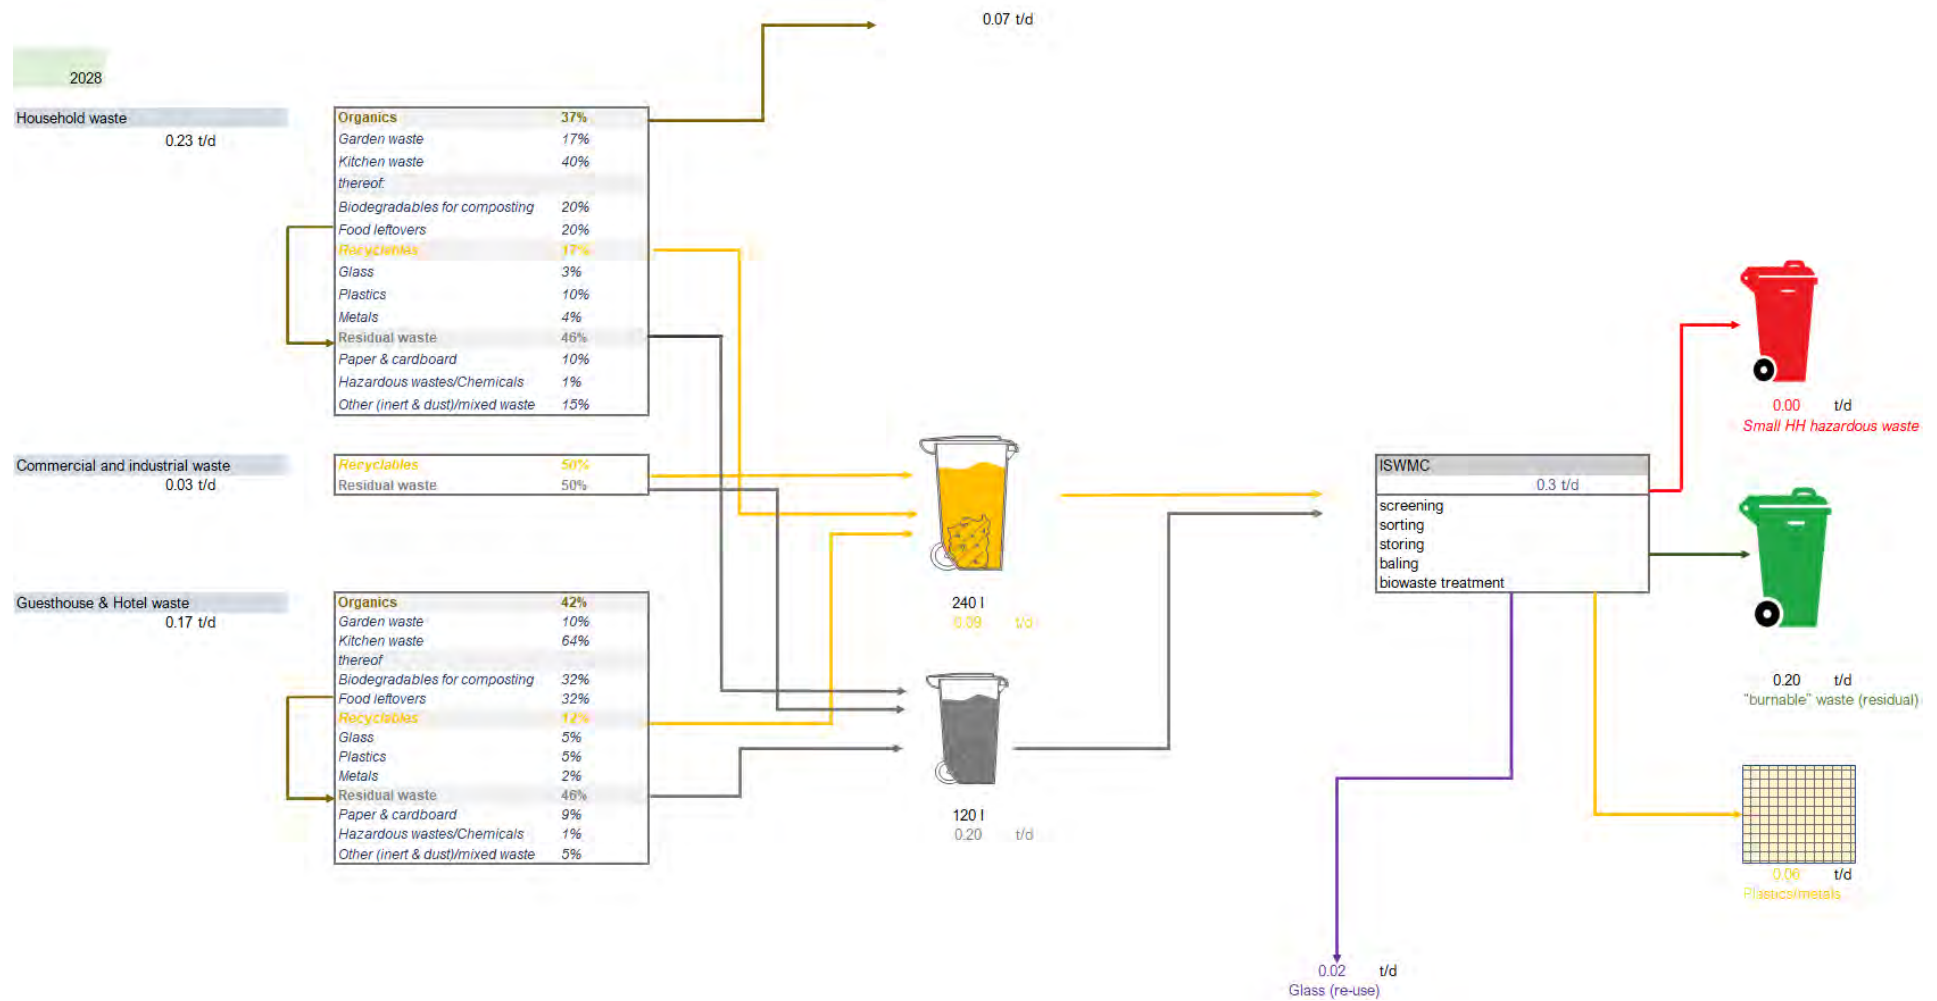 0.07 t/d
2028
Household waste
0.23 t/d
Organics 37%
Garden waste 17%
Kitchen waste 40%
thereof:
Biodegradables for composting 20%
Food leftovers 20%
Recyclables 17%
Glass 3%
Plastics 10%
Metals 4%
Residual waste 46%
Paper & cardboard 10%
Hazardous wastes/Chemicals 1%
Other (inert & dust)/mixed waste 15%
Commercial and industrial waste
0.03 t/d
Recyclables 50%
Residual waste 50%
Guesthouse & Hotel waste
0.17 t/d
Organics 42%
Garden waste 10%
Kitchen waste 64%
thereof
Biodegradables for composting 32%
Food leftovers 32%
Recyclables 12%
Glass 5%
Plastics 5%
Metals 2%
Residual waste 46%
Paper & cardboard 9%
Hazardous wastes/Chemicals 1%
Other (inert & dust)/mixed waste 5%
240 l
0.09 t/d
120 l
0.20 t/d
ISWMC
0.3 t/d
screening
sorting
storing
baling
biowaste treatment
0.00 t/d
Small HH hazardous waste
0.20 t/d
"burnable" waste (residual)
0.06 t/d
Plastics/metals
0.02 t/d
Glass (re-use)